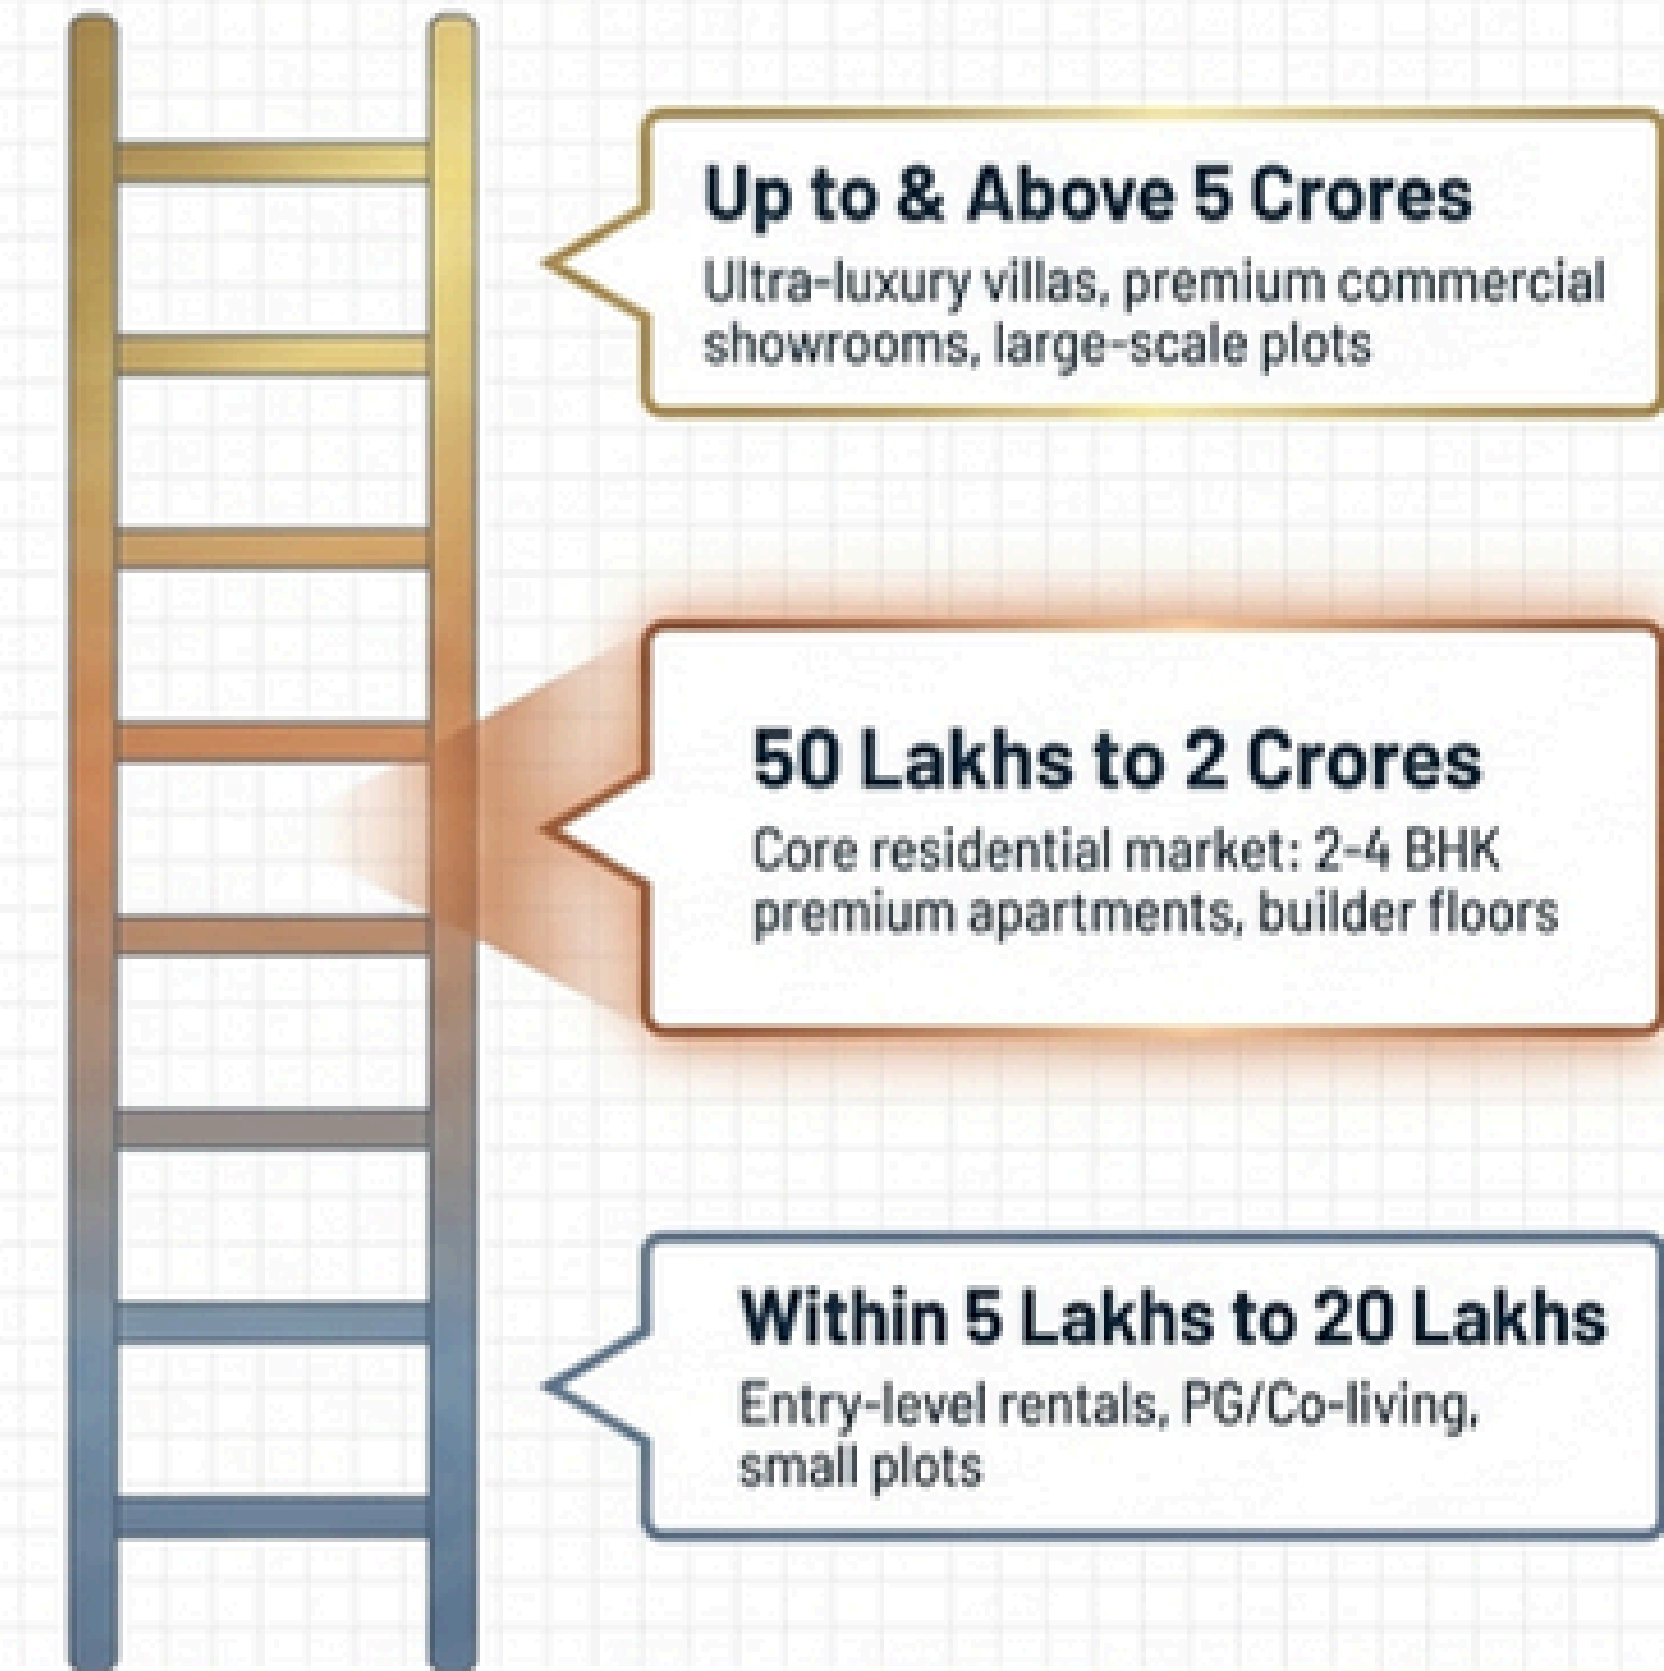 Up to & Above 5 Crores
Ultra-luxury villas, premium commercial
showrooms, large-scale plots
50 Lakhs to 2 Crores
Core residential market: 2-4 BHK
premium apartments, builder floors
Within 5 Lakhs to 20 Lakhs
Entry-level rentals, PG/Co-living,
small plots